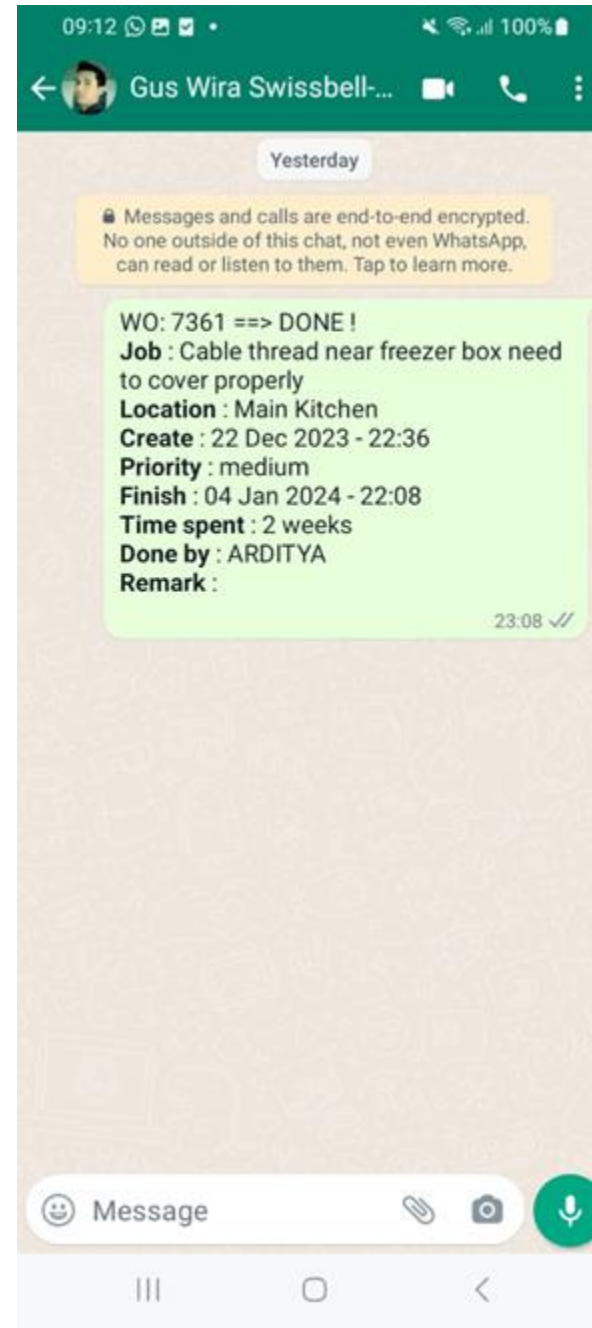 09:12
100%
Gus Wira Swissbell-...
Yesterday
Messages and calls are end-to-end encrypted.
No one outside of this chat, not even WhatsApp,
can read or listen to them. Tap to learn more.
WO: 7361 ==> DONE !
Job : Cable thread near freezer box need
to cover properly
Location : Main Kitchen
Create : 22 Dec 2023 - 22:36
Priority : medium
Finish : 04 Jan 2024 - 22:08
Time spent : 2 weeks
Done by : ARDITYA
Remark :
23:08
Message